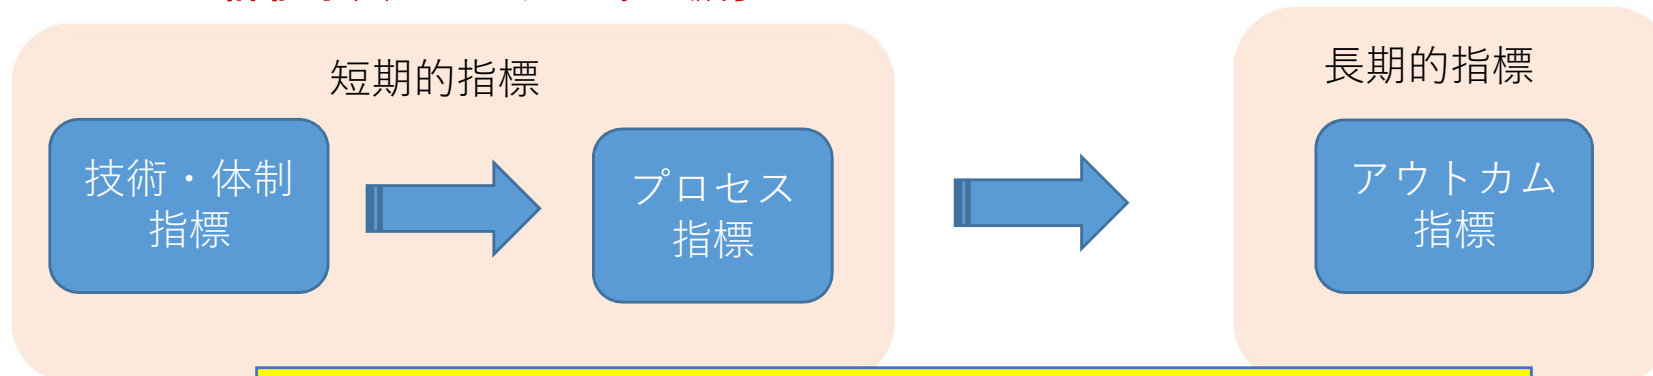 短期的指標
長期的指標
技術・体制
指標
プロセス
指標
アウトカム
指標